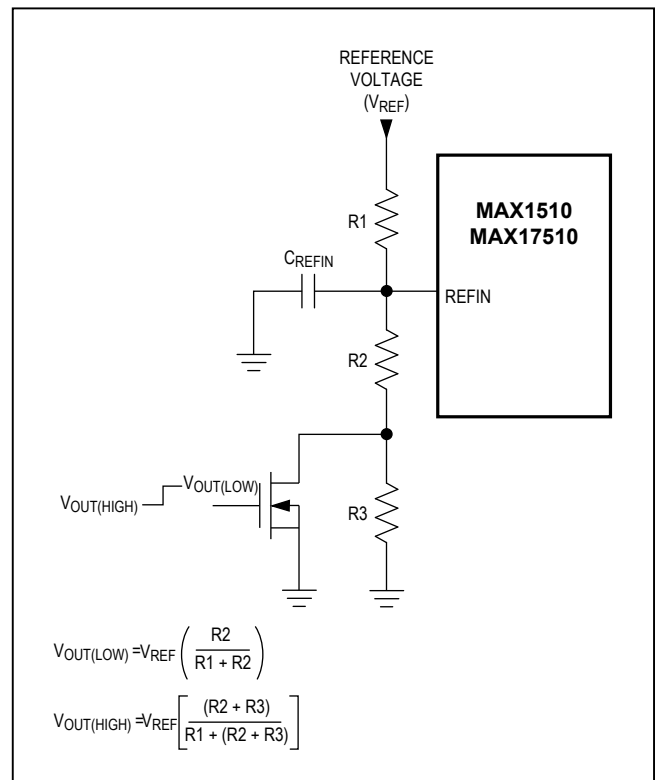 REFERENCE
VOLTAGE
(VREF)
R1
MAX1510
MAX17510
CREFIN
REFIN
R2
VOUT(HIGH)
VOUT(LOW)
R3
VOUT(LOW) =VREF ( R2 / R1 + R2 )
VOUT(HIGH) =VREF [ (R2 + R3) / R1 + (R2 + R3) ]